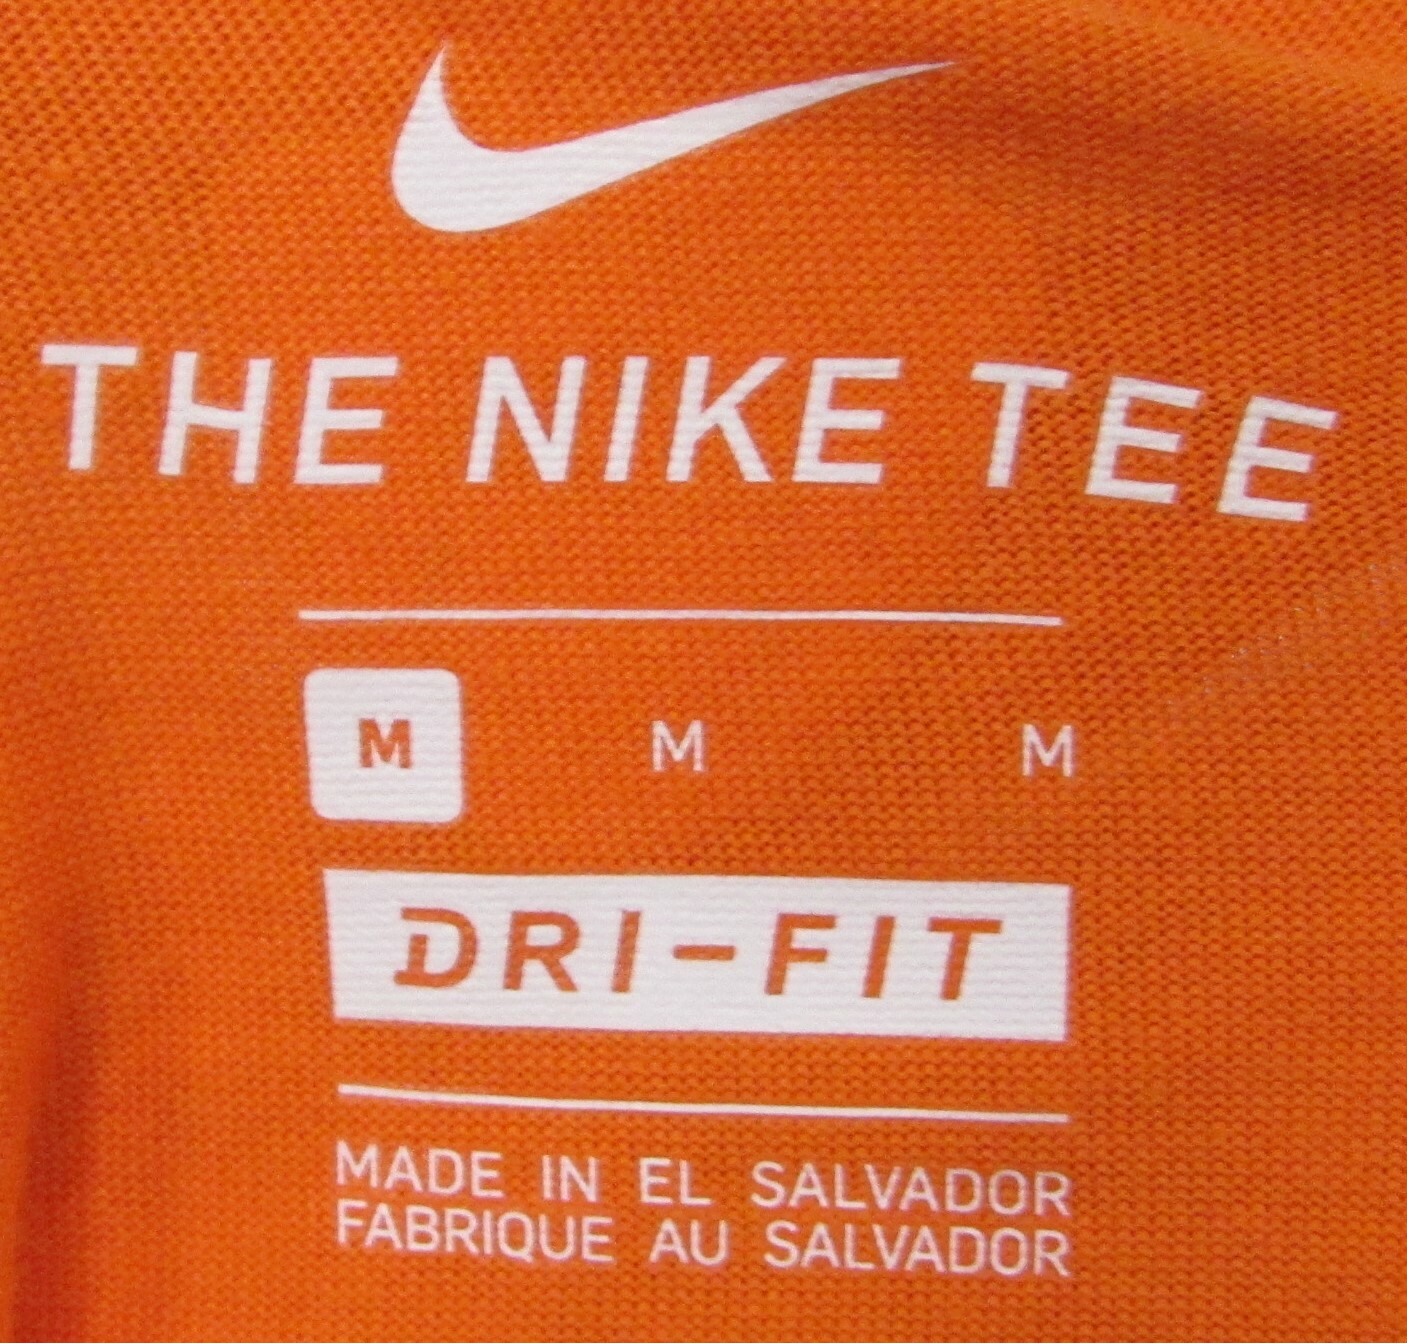 THE NIKE TEE
M M M
DRI-FIT
MADE IN EL SALVADOR
FABRIQUE AU SALVADOR